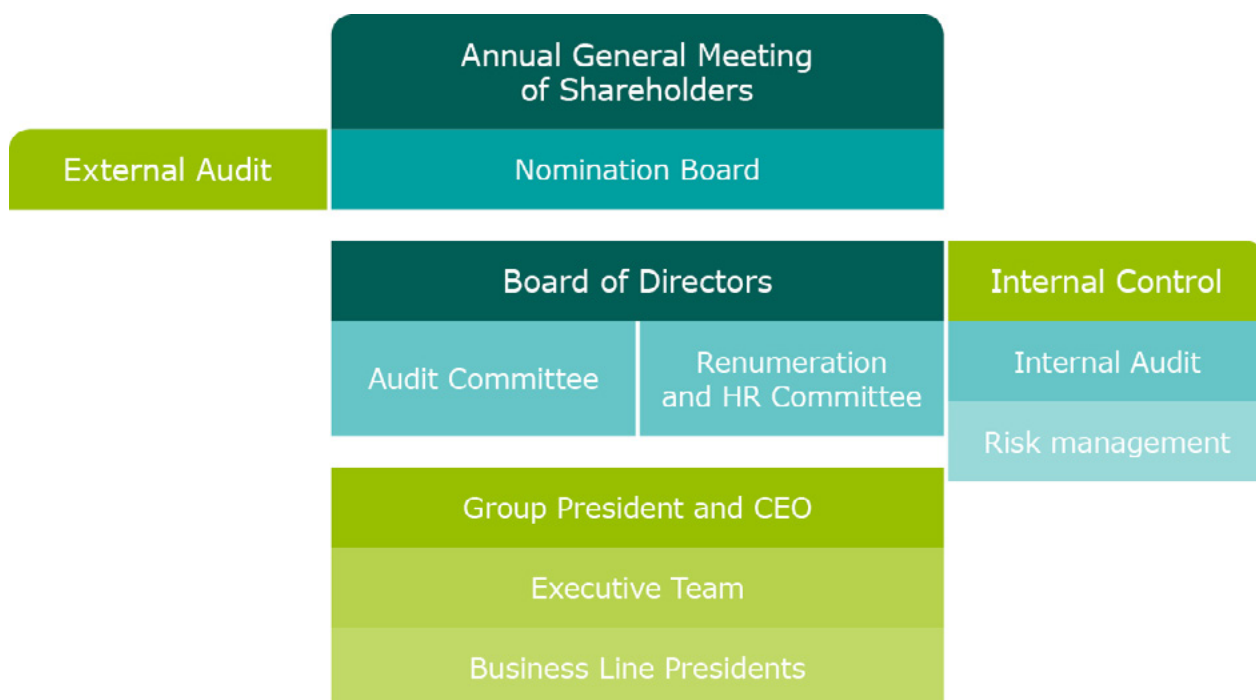 Annual General Meeting
of Shareholders
External Audit
Nomination Board
Board of Directors
Internal Control
Audit Committee
Renumeration
and HR Committee
Internal Audit
Risk management
Group President and CEO
Executive Team
Business Line Presidents